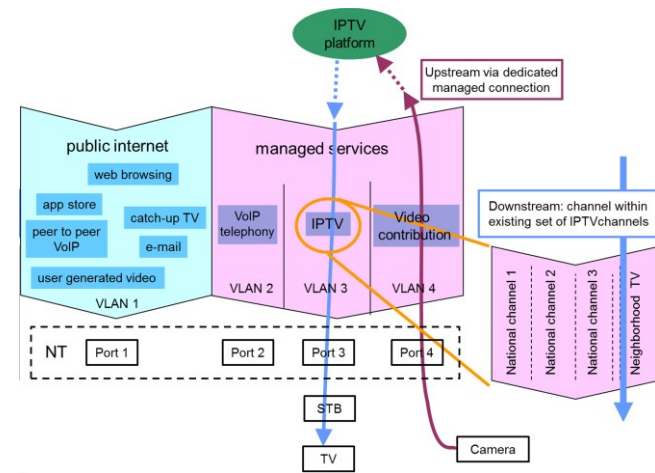 IPTV
platform
Upstream via dedicated
managed connection
public internet
managed services
web browsing
app store
catch-up TV
peer to peer
VoIP
e-mail
user generated video
VoIP
telephony
IPTV
Video
contribution
Downstream: channel within
existing set of IPTVchannels
VLAN 1
VLAN 2
VLAN 3
VLAN 4
National channel 1
National channel 2
National channel 3
Neighborhood TV
NT
Port 1
Port 2
Port 3
Port 4
STB
TV
Camera